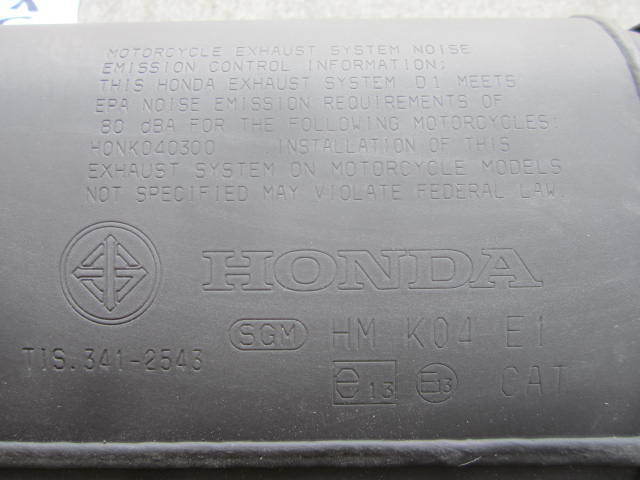 MOTORCYCLE EXHAUST SYSTEM NOISE
EMISSION CONTROL INFORMATION:
THIS HONDA EXHAUST SYSTEM D1 MEETS
EPA NOISE EMISSION REQUIREMENTS OF
80 dBA FOR THE FOLLOWING MOTORCYCLES:
HONK040300 INSTALLATION OF THIS
EXHAUST SYSTEM ON MOTORCYCLE MODELS
NOT SPECIFIED MAY VIOLATE FEDERAL LAW.
HONDA
SGM HM K04 E1
TIS.341-2543
e 13 E13 CAT